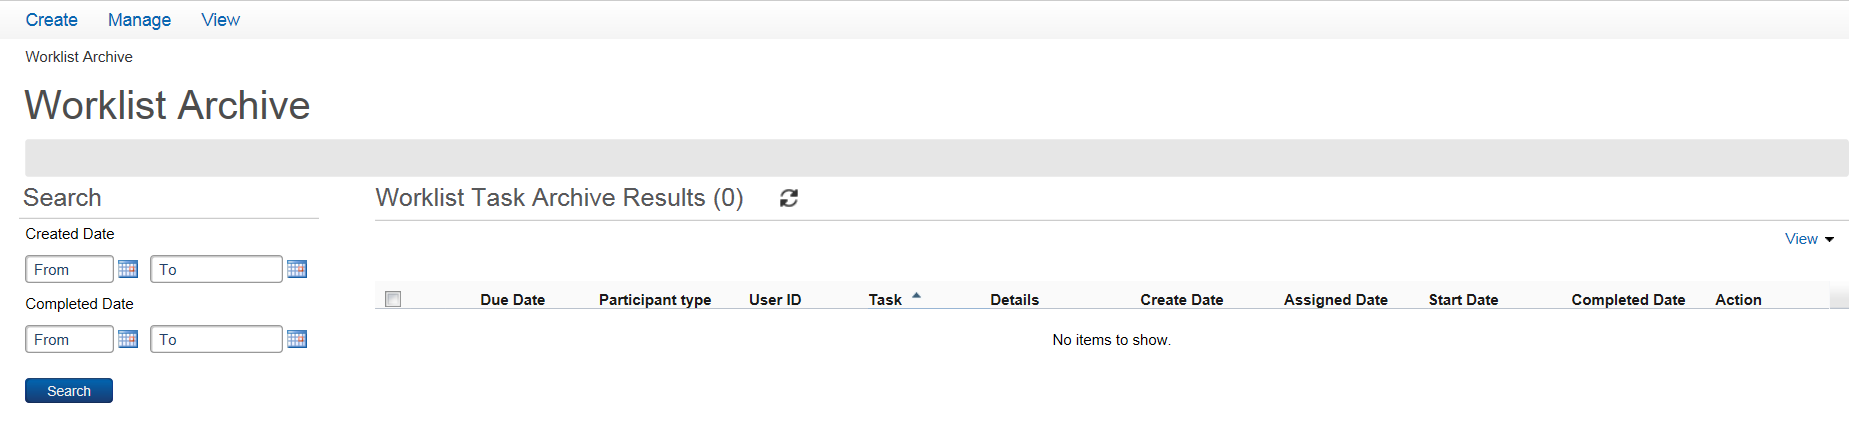 Create Manage View
Worklist Archive
Worklist Archive
Search
Created Date
From To
Completed Date
From To
Search
Worklist Task Archive Results (0)
View
Due Date Participant type User ID Task Details Create Date Assigned Date Start Date Completed Date Action
No items to show.